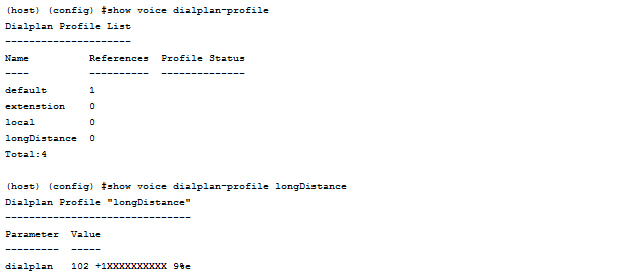 (host) (config) #show voice dialplan-profile
Dialplan Profile List
---------------------
Name          References  Profile Status
----          ----------  --------------
default       1
extenstion    0
local         0
longDistance  0
Total:4
(host) (config) #show voice dialplan-profile longDistance
Dialplan Profile "longDistance"
-------------------------------
Parameter  Value
---------  -----
dialplan   102 +1XXXXXXXXXX 9%e